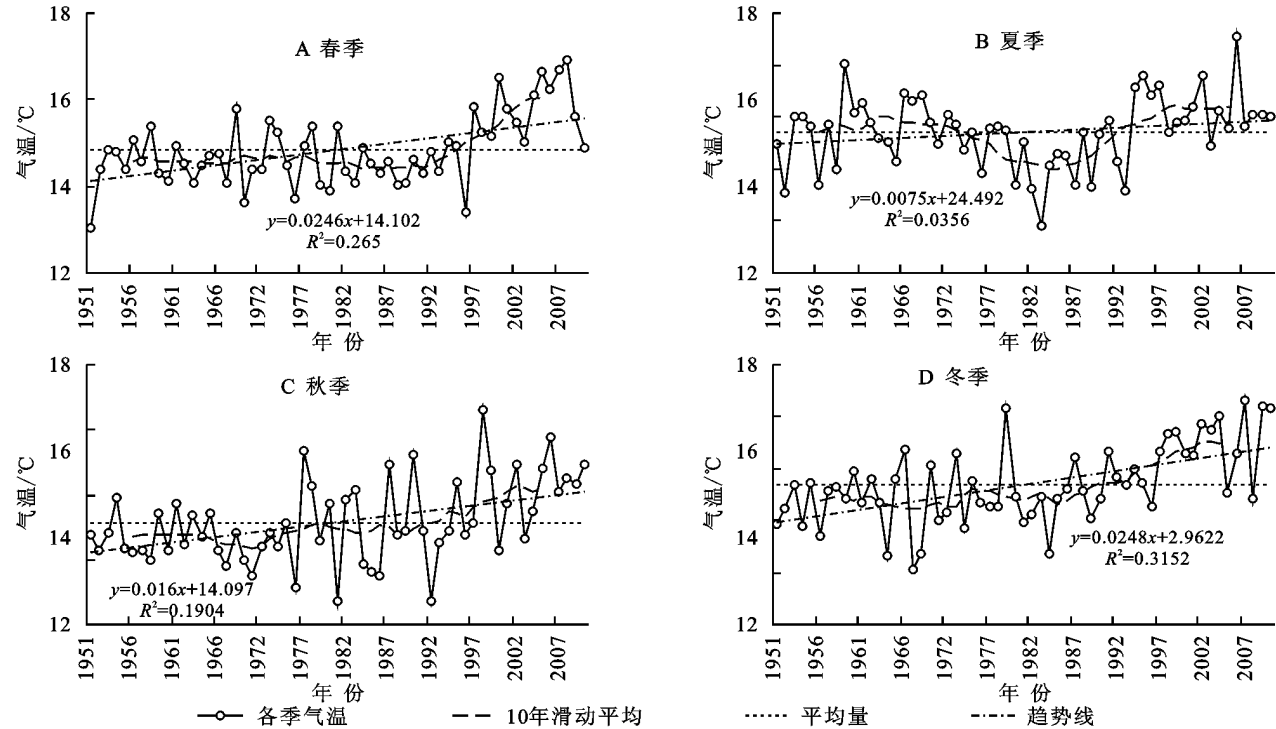 A 春季
18
16
14
12
气温/℃
y=0.0246x+14.102
R²=0.265
1951 1956 1961 1966 1972 1977 1982 1987 1992 1997 2002 2007
年 份
B 夏季
18
16
14
12
气温/℃
y=0.0075x+24.492
R²=0.0356
1951 1956 1961 1966 1972 1977 1982 1987 1992 1997 2002 2007
年 份
C 秋季
18
16
14
12
气温/℃
y=0.016x+14.097
R²=0.1904
1951 1956 1961 1966 1972 1977 1982 1987 1992 1997 2002 2007
年 份
D 冬季
18
16
14
12
气温/℃
y=0.0248x+2.9622
R²=0.3152
1951 1956 1961 1966 1972 1977 1982 1987 1992 1997 2002 2007
年 份
各季气温 10年滑动平均 平均量 趋势线